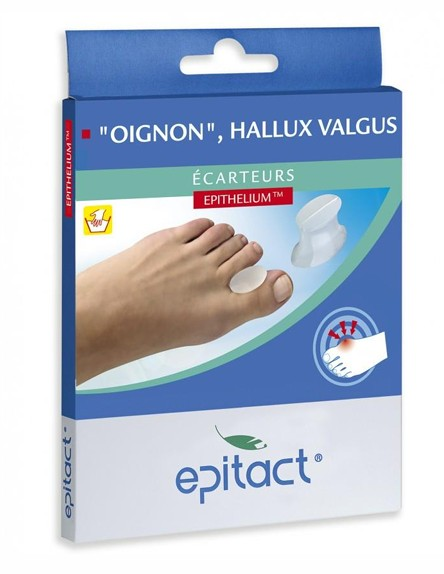 "OIGNON", HALLUX VALGUS
ÉCARTEURS
EPITHELIUM™
EPITHELIUM™
epitact®